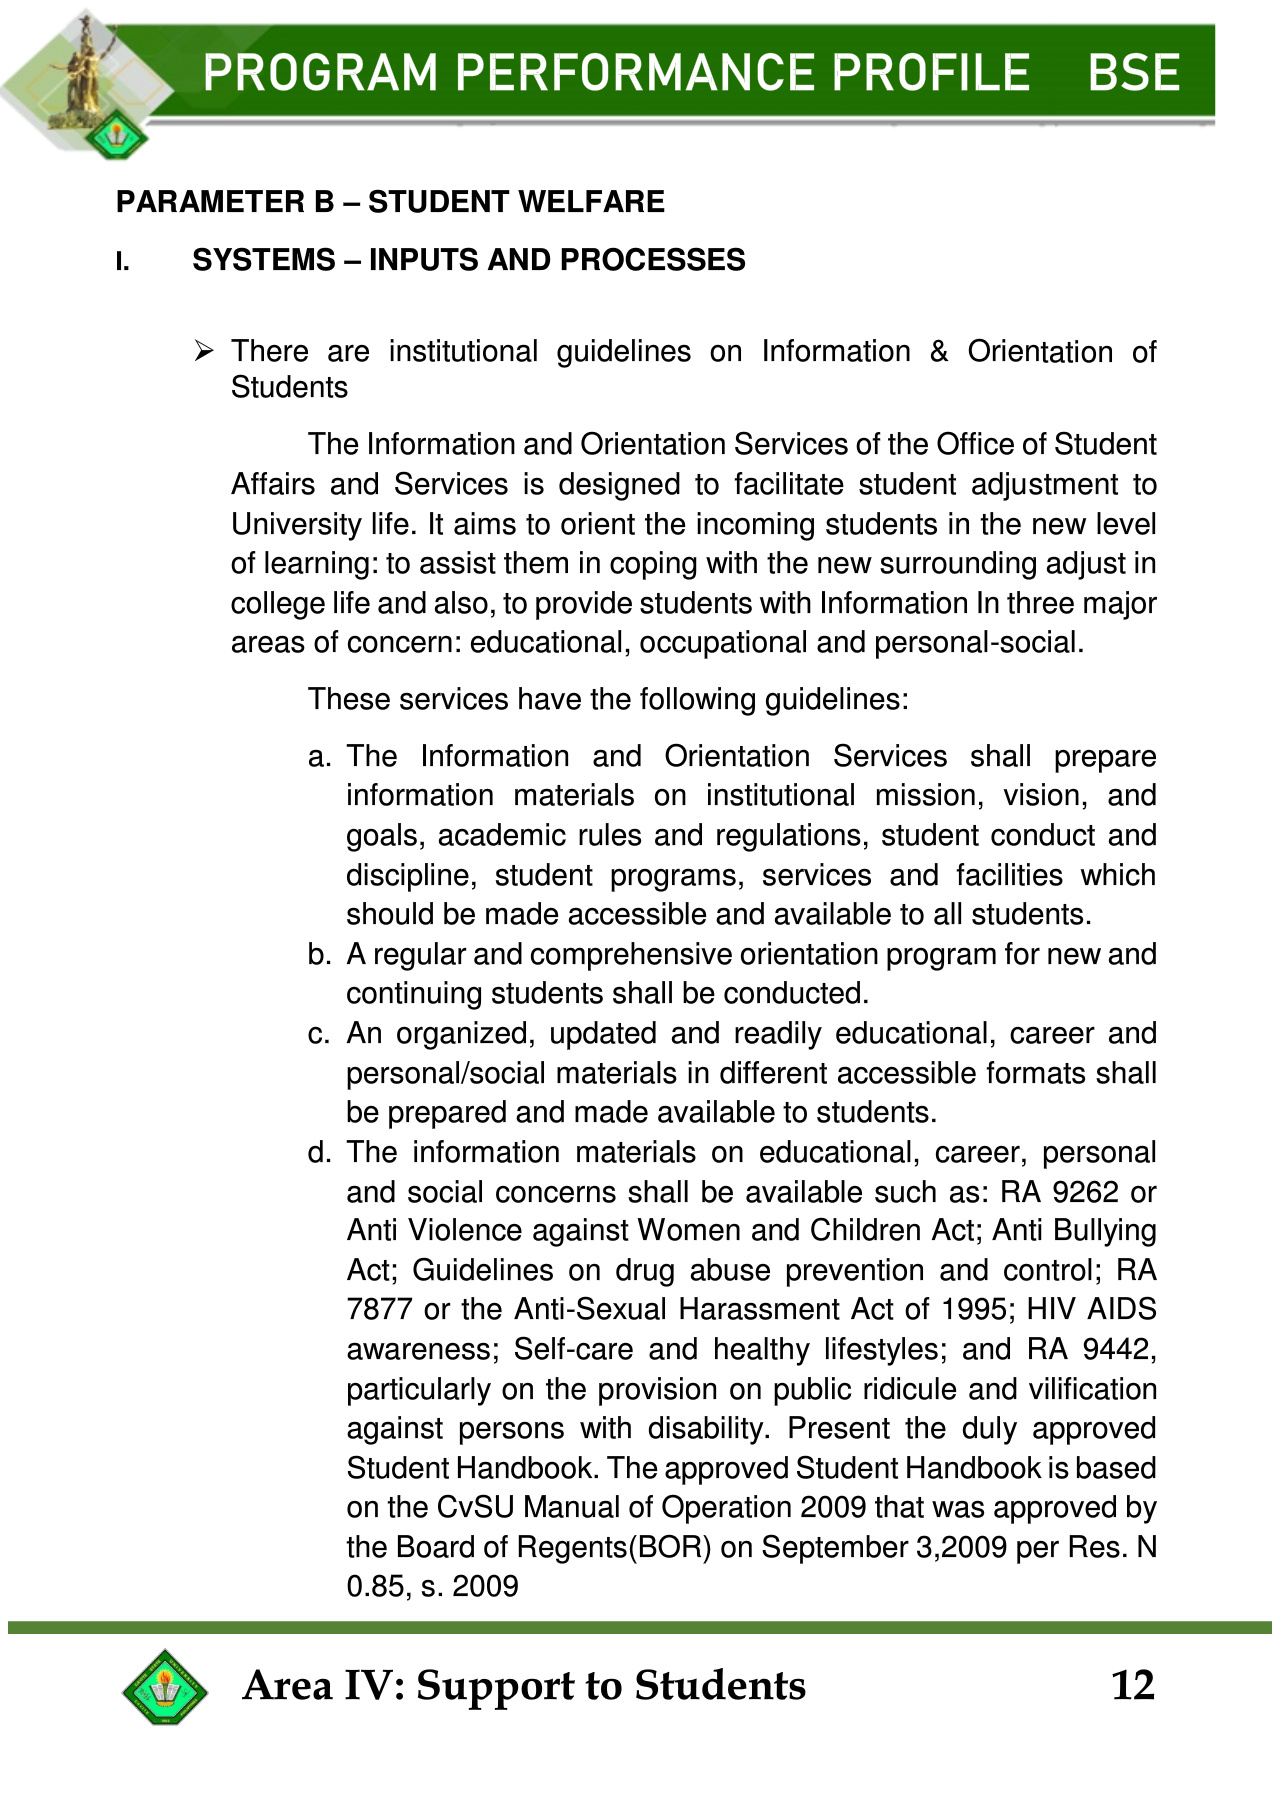 PROGRAM PERFORMANCE PROFILE BSE
PARAMETER B – STUDENT WELFARE
I. SYSTEMS – INPUTS AND PROCESSES
➢ There are institutional guidelines on Information & Orientation of
Students
The Information and Orientation Services of the Office of Student
Affairs and Services is designed to facilitate student adjustment to
University life. It aims to orient the incoming students in the new level
of learning: to assist them in coping with the new surrounding adjust in
college life and also, to provide students with Information In three major
areas of concern: educational, occupational and personal-social.
These services have the following guidelines:
a. The Information and Orientation Services shall prepare
information materials on institutional mission, vision, and
goals, academic rules and regulations, student conduct and
discipline, student programs, services and facilities which
should be made accessible and available to all students.
b. A regular and comprehensive orientation program for new and
continuing students shall be conducted.
c. An organized, updated and readily educational, career and
personal/social materials in different accessible formats shall
be prepared and made available to students.
d. The information materials on educational, career, personal
and social concerns shall be available such as: RA 9262 or
Anti Violence against Women and Children Act; Anti Bullying
Act; Guidelines on drug abuse prevention and control; RA
7877 or the Anti-Sexual Harassment Act of 1995; HIV AIDS
awareness; Self-care and healthy lifestyles; and RA 9442,
particularly on the provision on public ridicule and vilification
against persons with disability. Present the duly approved
Student Handbook. The approved Student Handbook is based
on the CvSU Manual of Operation 2009 that was approved by
the Board of Regents(BOR) on September 3,2009 per Res. N
0.85, s. 2009
Area IV: Support to Students 12